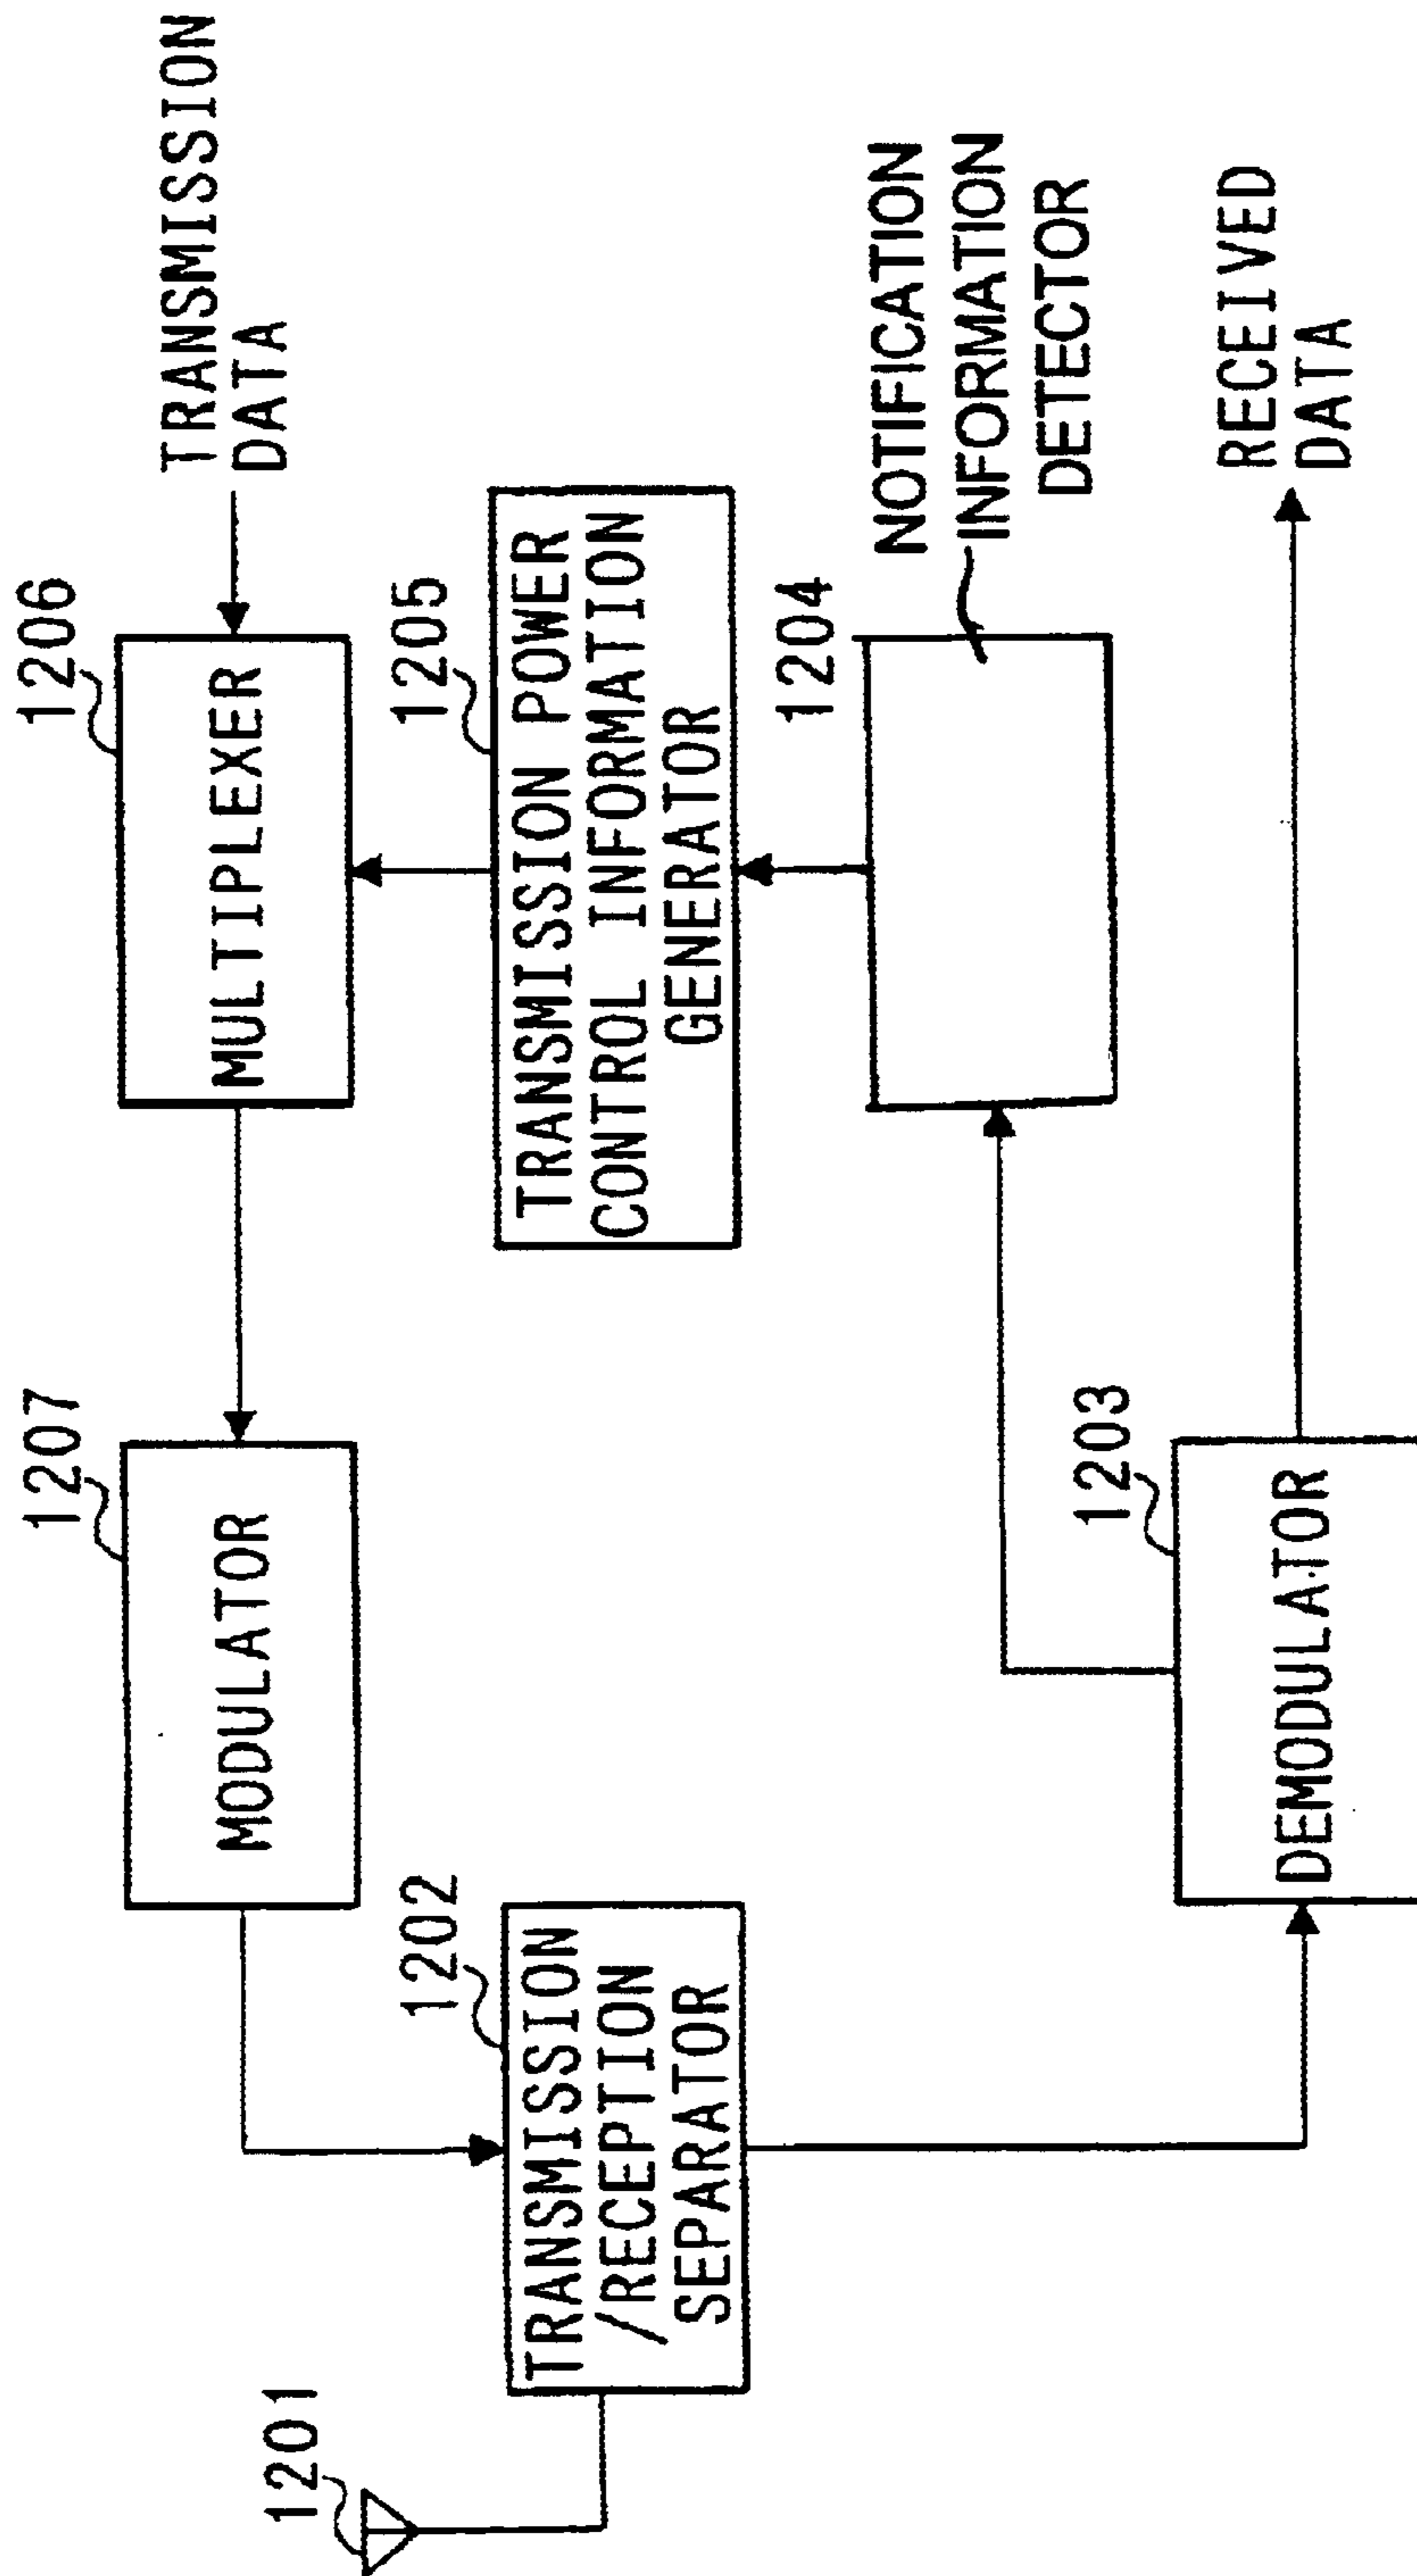 1207
MODULATOR
1206
MULTIPLEXER
TRANSMISSION
DATA
1201
1202
TRANSMISSION
/RECEPTION
SEPARATOR
1205
TRANSMISSION POWER
CONTROL INFORMATION
GENERATOR
1204
NOTIFICATION
INFORMATION
DETECTOR
1203
DEMODULATOR
RECEIVED
DATA